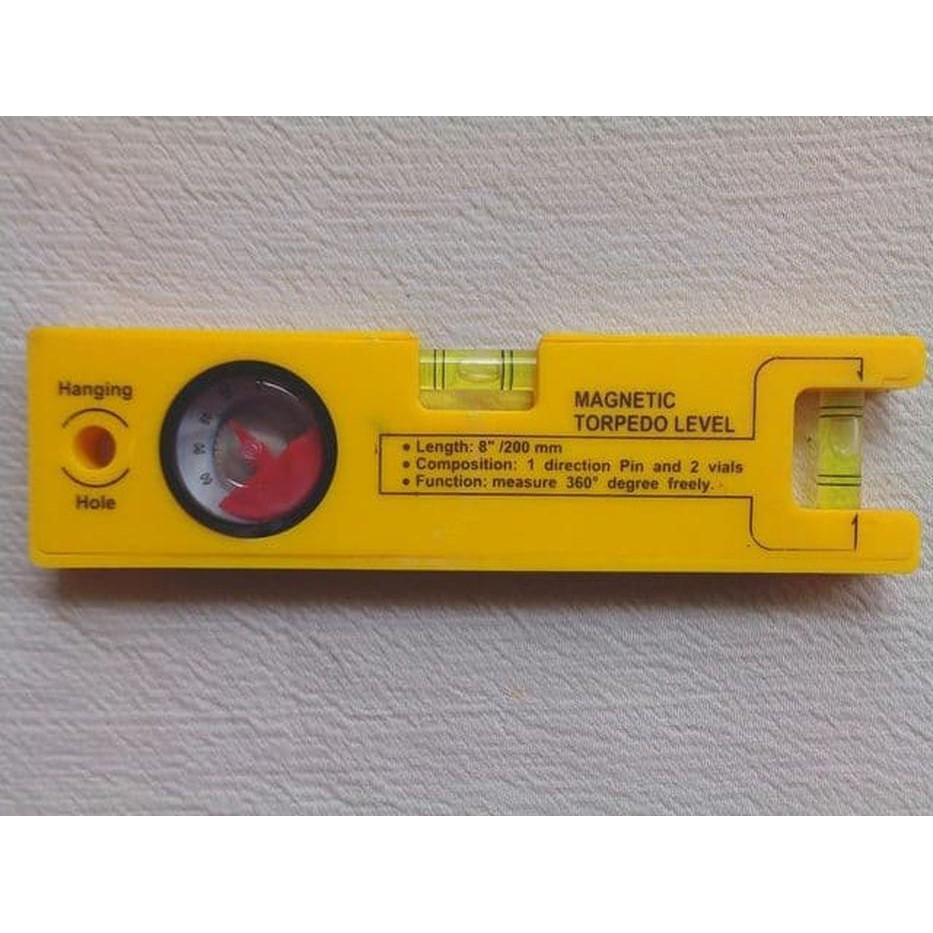 Hanging
Hole
MAGNETIC
TORPEDO LEVEL
• Length: 8" /200 mm
• Composition: 1 direction Pin and 2 vials
• Function: measure 360° degree freely.